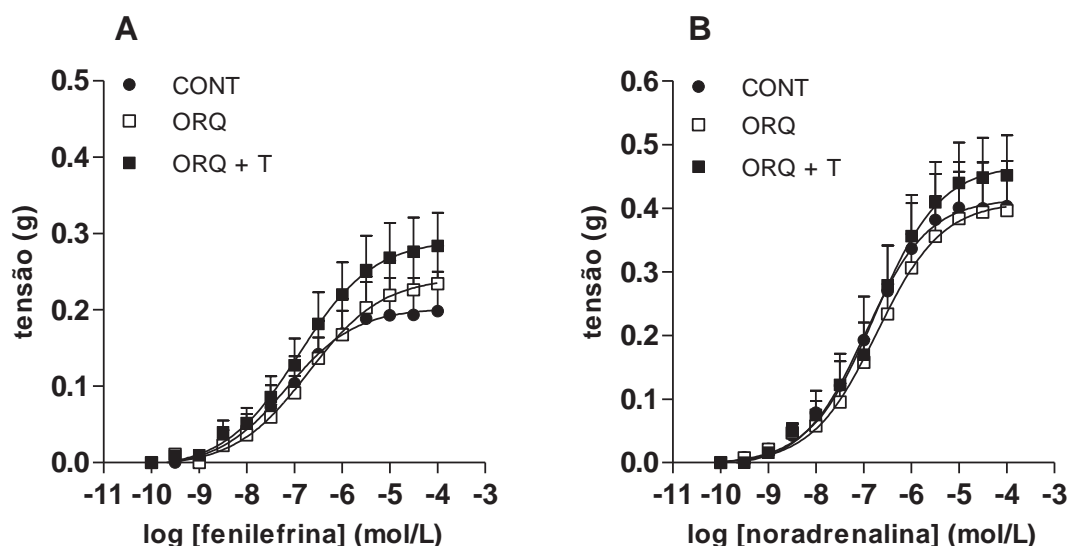 A
0.5
0.4
0.3
0.2
0.1
0.0
tensão (g)
CONT
ORQ
ORQ + T
-11 -10 -9 -8 -7 -6 -5 -4 -3
log [fenilefrina] (mol/L)
B
0.6
0.5
0.4
0.3
0.2
0.1
0.0
tensão (g)
CONT
ORQ
ORQ + T
-11 -10 -9 -8 -7 -6 -5 -4 -3
log [noradrenalina] (mol/L)